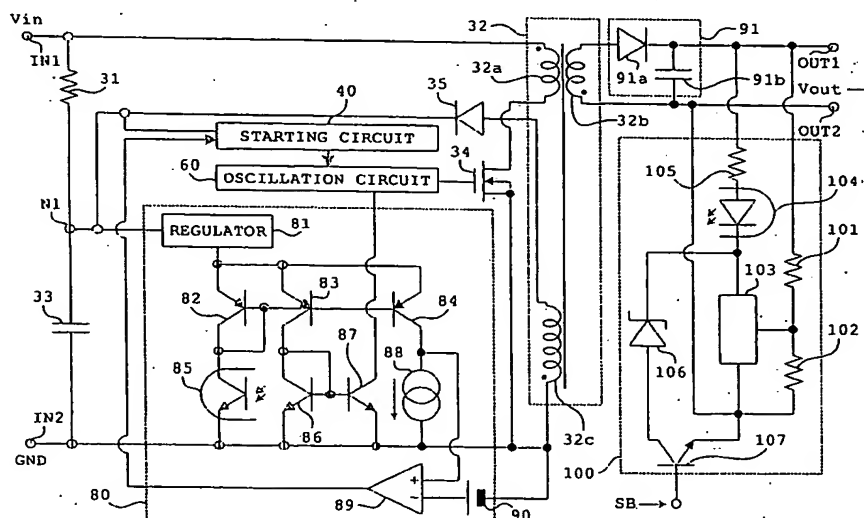 Vin
IN1
31
40
35
32
32a
91
91a
91b
OUT1
Vout
OUT2
32b
STARTING CIRCUIT
34
60
OSCILLATION CIRCUIT
105
104
N1
REGULATOR
81
101
103
82
83
84
33
102
85
87
88
106
86
IN2
GND
32c
107
100
80
89
+
-
90
SB